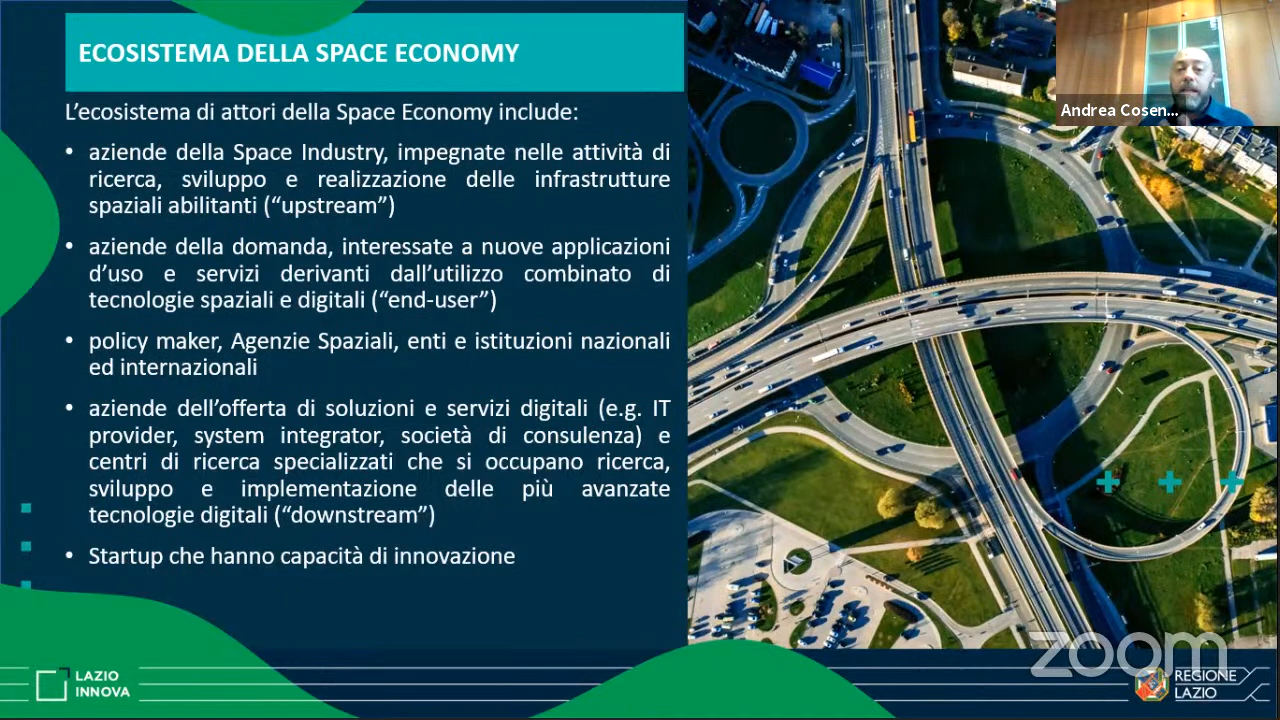 ECOSISTEMA DELLA SPACE ECONOMY
L’ecosistema di attori della Space Economy include:
• aziende della Space Industry, impegnate nelle attività di
ricerca, sviluppo e realizzazione delle infrastrutture
spaziali abilitanti (“upstream”)
• aziende della domanda, interessate a nuove applicazioni
d’uso e servizi derivanti dall’utilizzo combinato di
tecnologie spaziali e digitali (“end-user”)
• policy maker, Agenzie Spaziali, enti e istituzioni nazionali
ed internazionali
• aziende dell’offerta di soluzioni e servizi digitali (e.g. IT
provider, system integrator, società di consulenza) e
centri di ricerca specializzati che si occupano ricerca,
sviluppo e implementazione delle più avanzate
tecnologie digitali (“downstream”)
• Startup che hanno capacità di innovazione
Andrea Cosen...
zoom
LAZIO
INNOVA
REGIONE
LAZIO